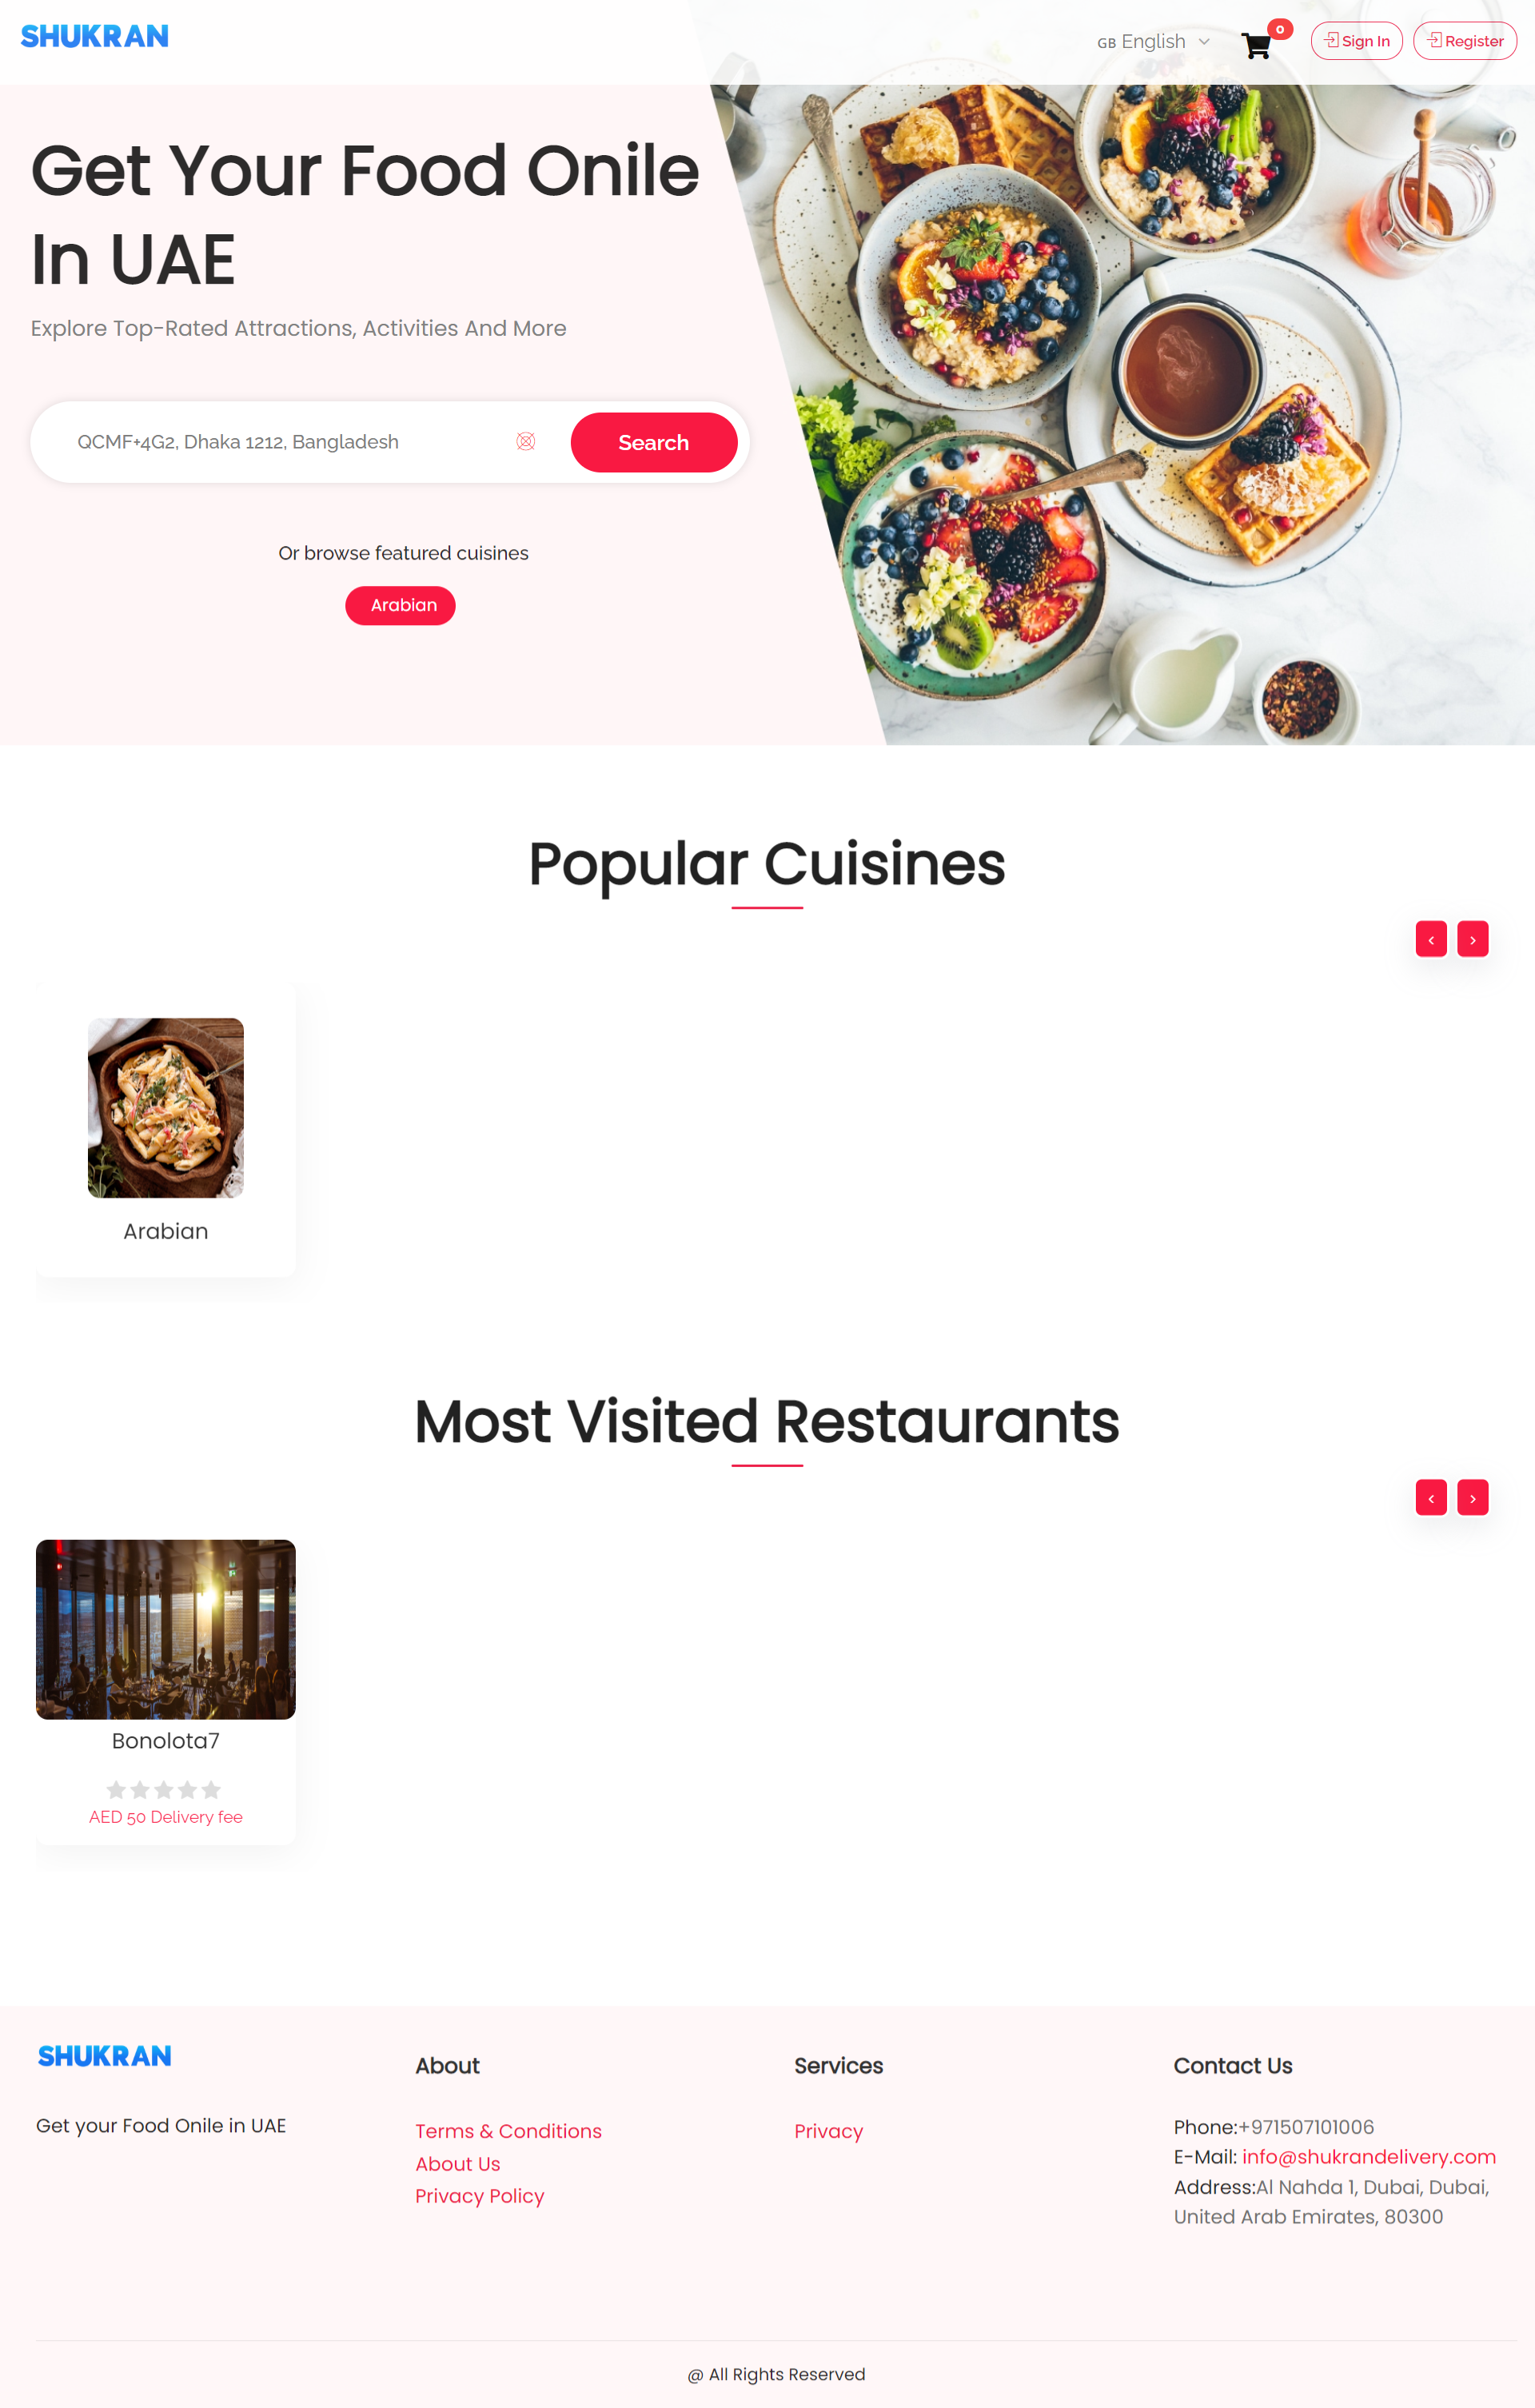 SHUKRAN
GB English
0
Sign In
Register
Get Your Food Onile
In UAE
Explore Top-Rated Attractions, Activities And More
QCMF+4G2, Dhaka 1212, Bangladesh
Search
Or browse featured cuisines
Arabian
Popular Cuisines
Arabian
Most Visited Restaurants
Bonolota7
AED 50 Delivery fee
SHUKRAN
Get your Food Onile in UAE
About
Terms & Conditions
About Us
Privacy Policy
Services
Privacy
Contact Us
Phone:+971507101006
E-Mail: info@shukrandelivery.com
Address:Al Nahda 1, Dubai, Dubai,
United Arab Emirates, 80300
@ All Rights Reserved